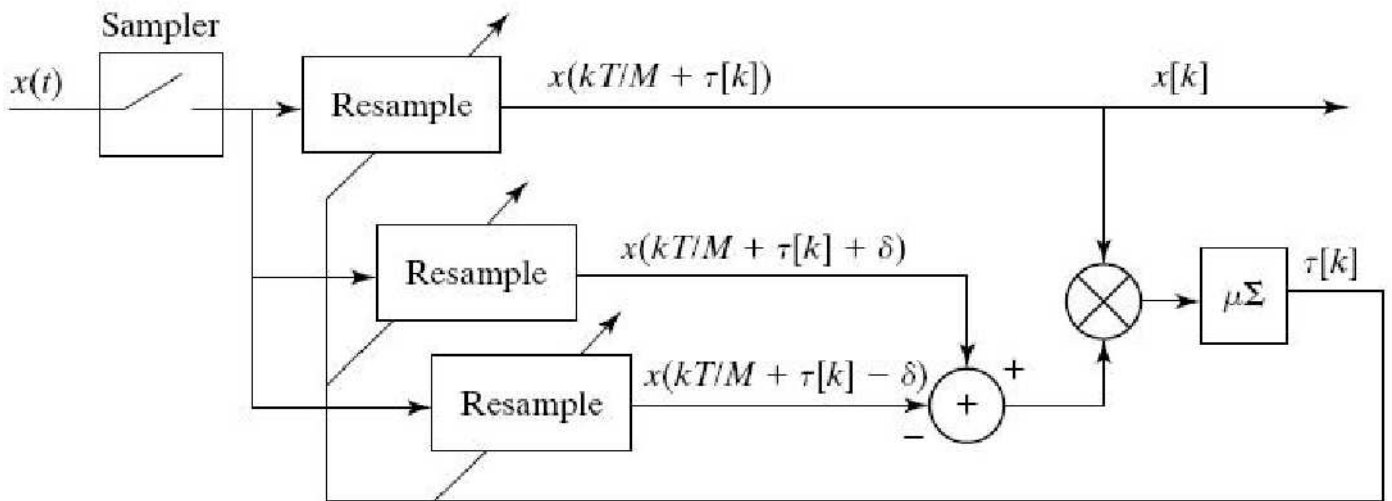 Sampler
x(t)
Resample
x(kT/M + τ[k])
x[k]
Resample
x(kT/M + τ[k] + δ)
τ[k]
μΣ
Resample
x(kT/M + τ[k] − δ)
+
+
−